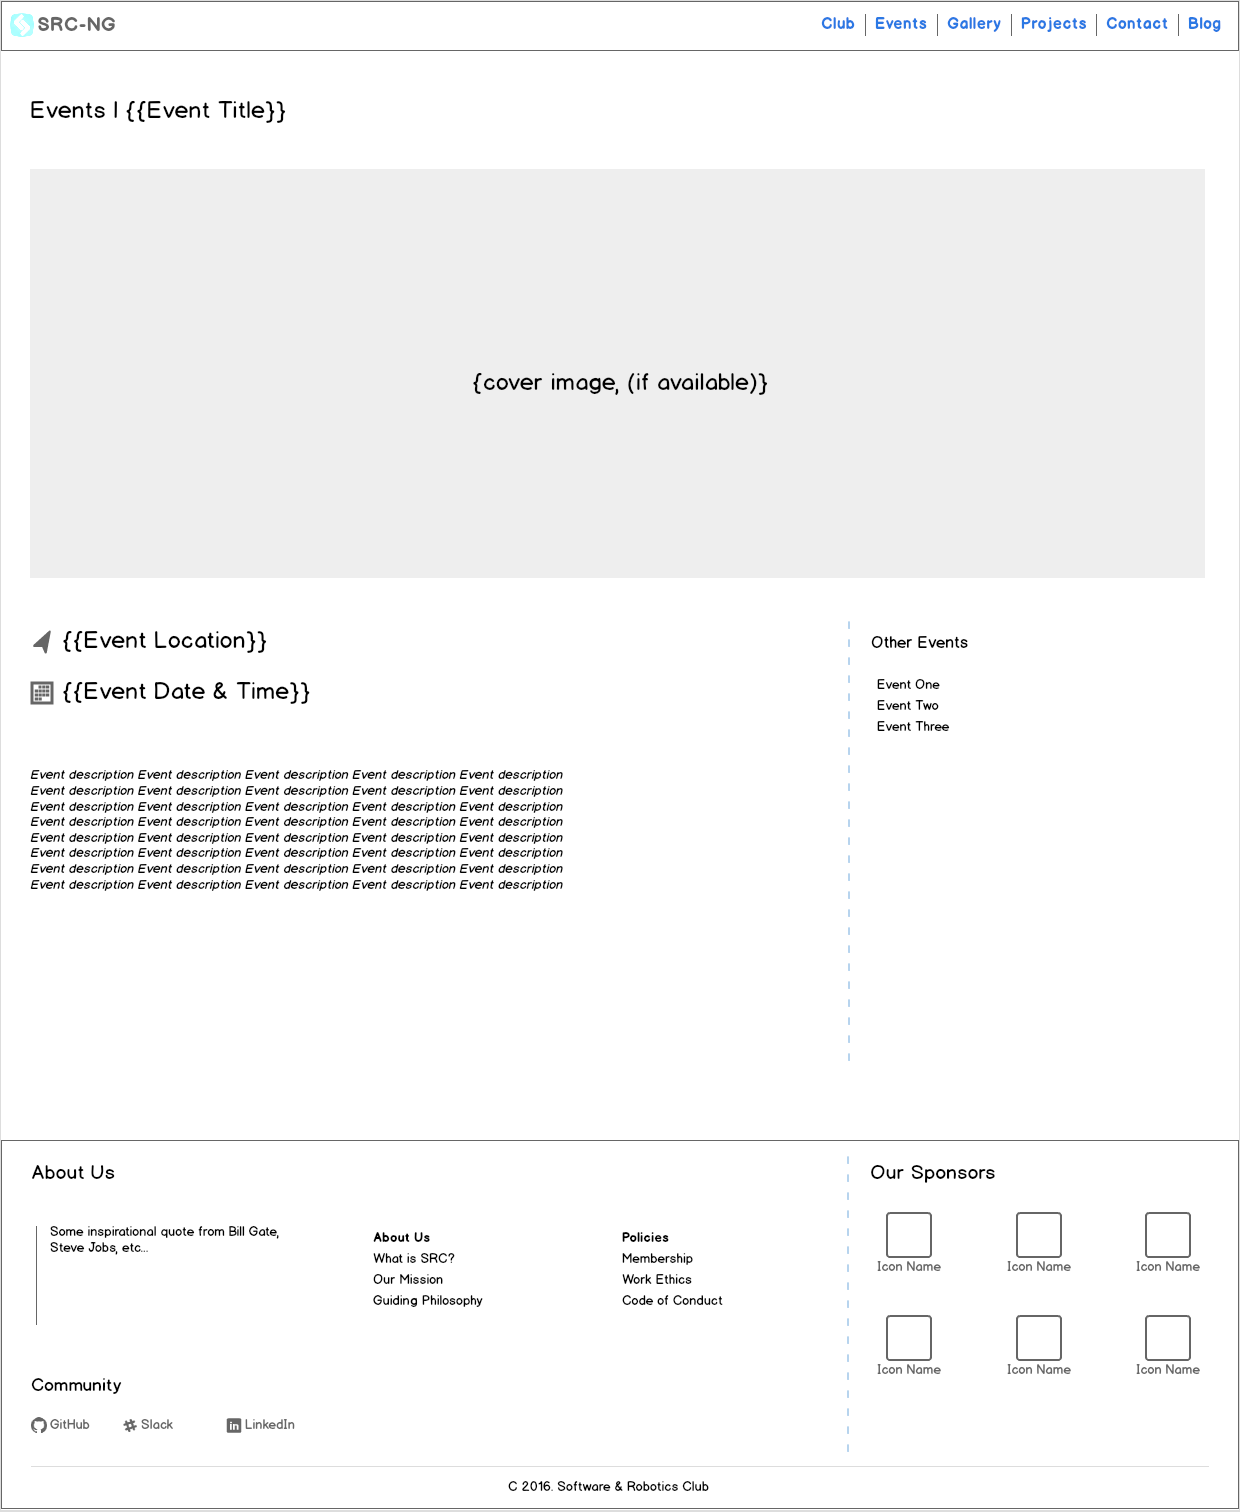 SRC-NG
Club
Events
Gallery
Projects
Contact
Blog
Events | {{Event Title}}
{cover image, (if available)}
{{Event Location}}
{{Event Date & Time}}
Event description Event description Event description Event description Event description
Event description Event description Event description Event description Event description
Event description Event description Event description Event description Event description
Event description Event description Event description Event description Event description
Event description Event description Event description Event description Event description
Event description Event description Event description Event description Event description
Event description Event description Event description Event description Event description
Event description Event description Event description Event description Event description
Other Events
Event One
Event Two
Event Three
About Us
Some inspirational quote from Bill Gate,
Steve Jobs, etc...
About Us
What is SRC?
Our Mission
Guiding Philosophy
Policies
Membership
Work Ethics
Code of Conduct
Community
GitHub
Slack
LinkedIn
Our Sponsors
Icon Name
Icon Name
Icon Name
Icon Name
Icon Name
Icon Name
C 2016. Software & Robotics Club